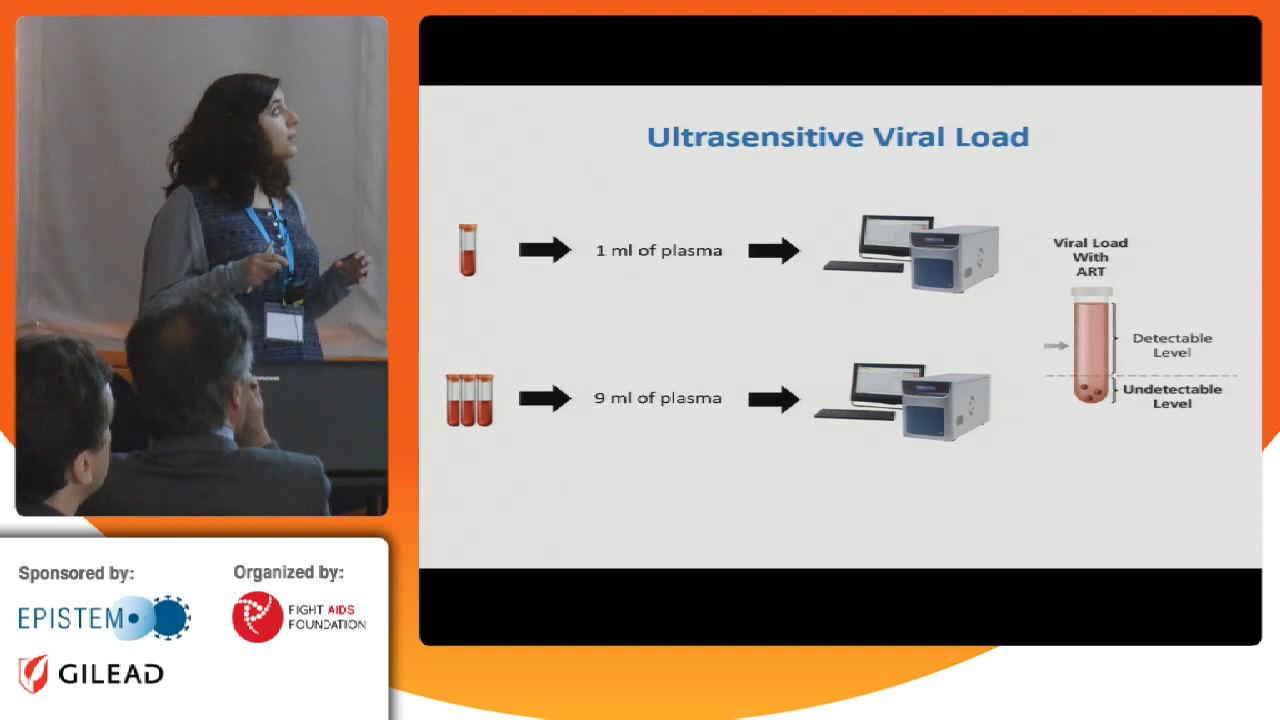 Ultrasensitive Viral Load
1 ml of plasma
9 ml of plasma
Viral Load
With
ART
Detectable
Level
Undetectable
Level
Sponsored by:
EPISTEM
GILEAD
Organized by:
FIGHT AIDS
FOUNDATION